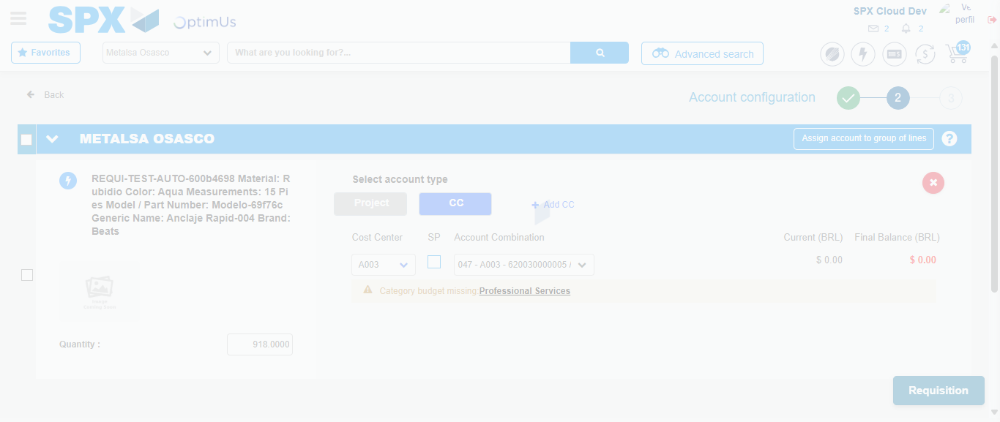 SPX
OptimUs
SPX Cloud Dev
Ve
perfil
2
2
Favorites
Metalsa Osasco
What are you looking for?...
Advanced search
131
Back
Account configuration
2
3
METALSA OSASCO
Assign account to group of lines
?
REQUI-TEST-AUTO-600b4698 Material: R
ubidio Color: Aqua Measurements: 15 Pi
es Model / Part Number: Modelo-69f76c
Generic Name: Anclaje Rapid-004 Brand:
Beats
Select account type
Project
CC
Add CC
Cost Center
SP
Account Combination
Current (BRL)
Final Balance (BRL)
A003
047 - A003 - 620030000005 /
$ 0.00
$ 0.00
Category budget missing:Professional Services
Quantity :
918.0000
Requisition